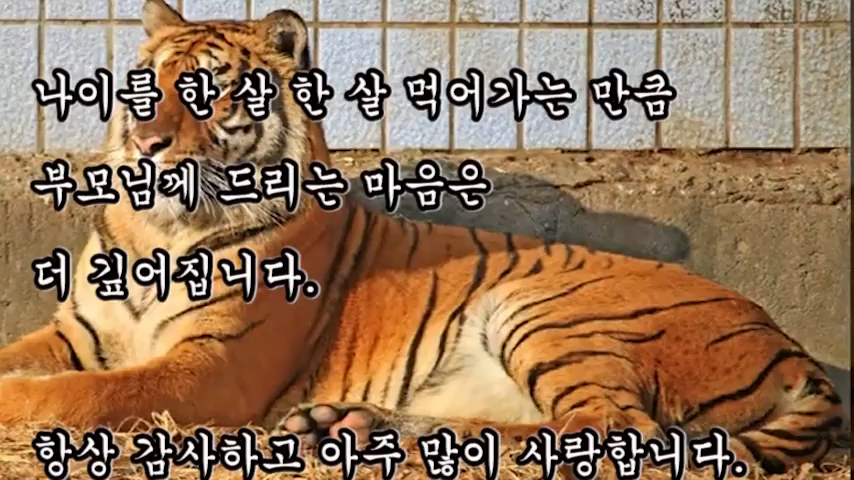 나이를 한 살 한 살 먹어가는 만큼
부모님께 드리는 마음은
더 깊어집니다.
항상 감사하고 아주 많이 사랑합니다.